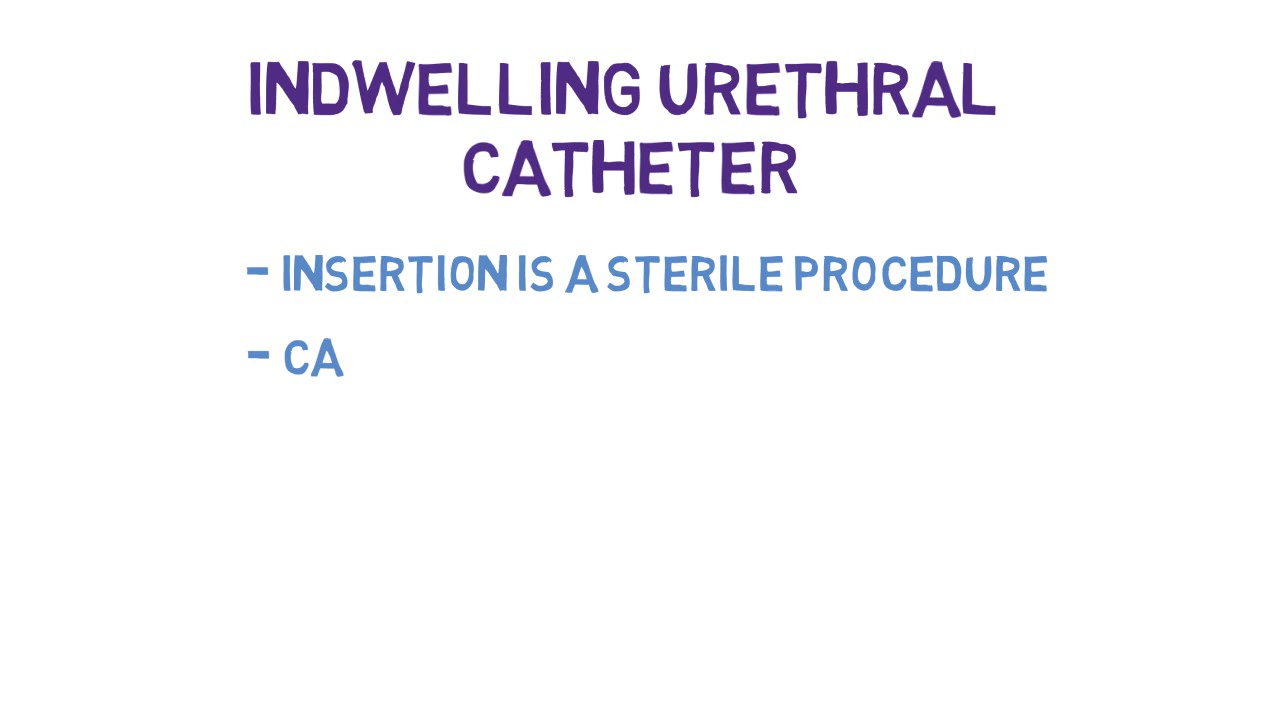 INDWELLING URETHRAL
CATHETER
- INSERTION IS A STERILE PROCEDURE
- CA